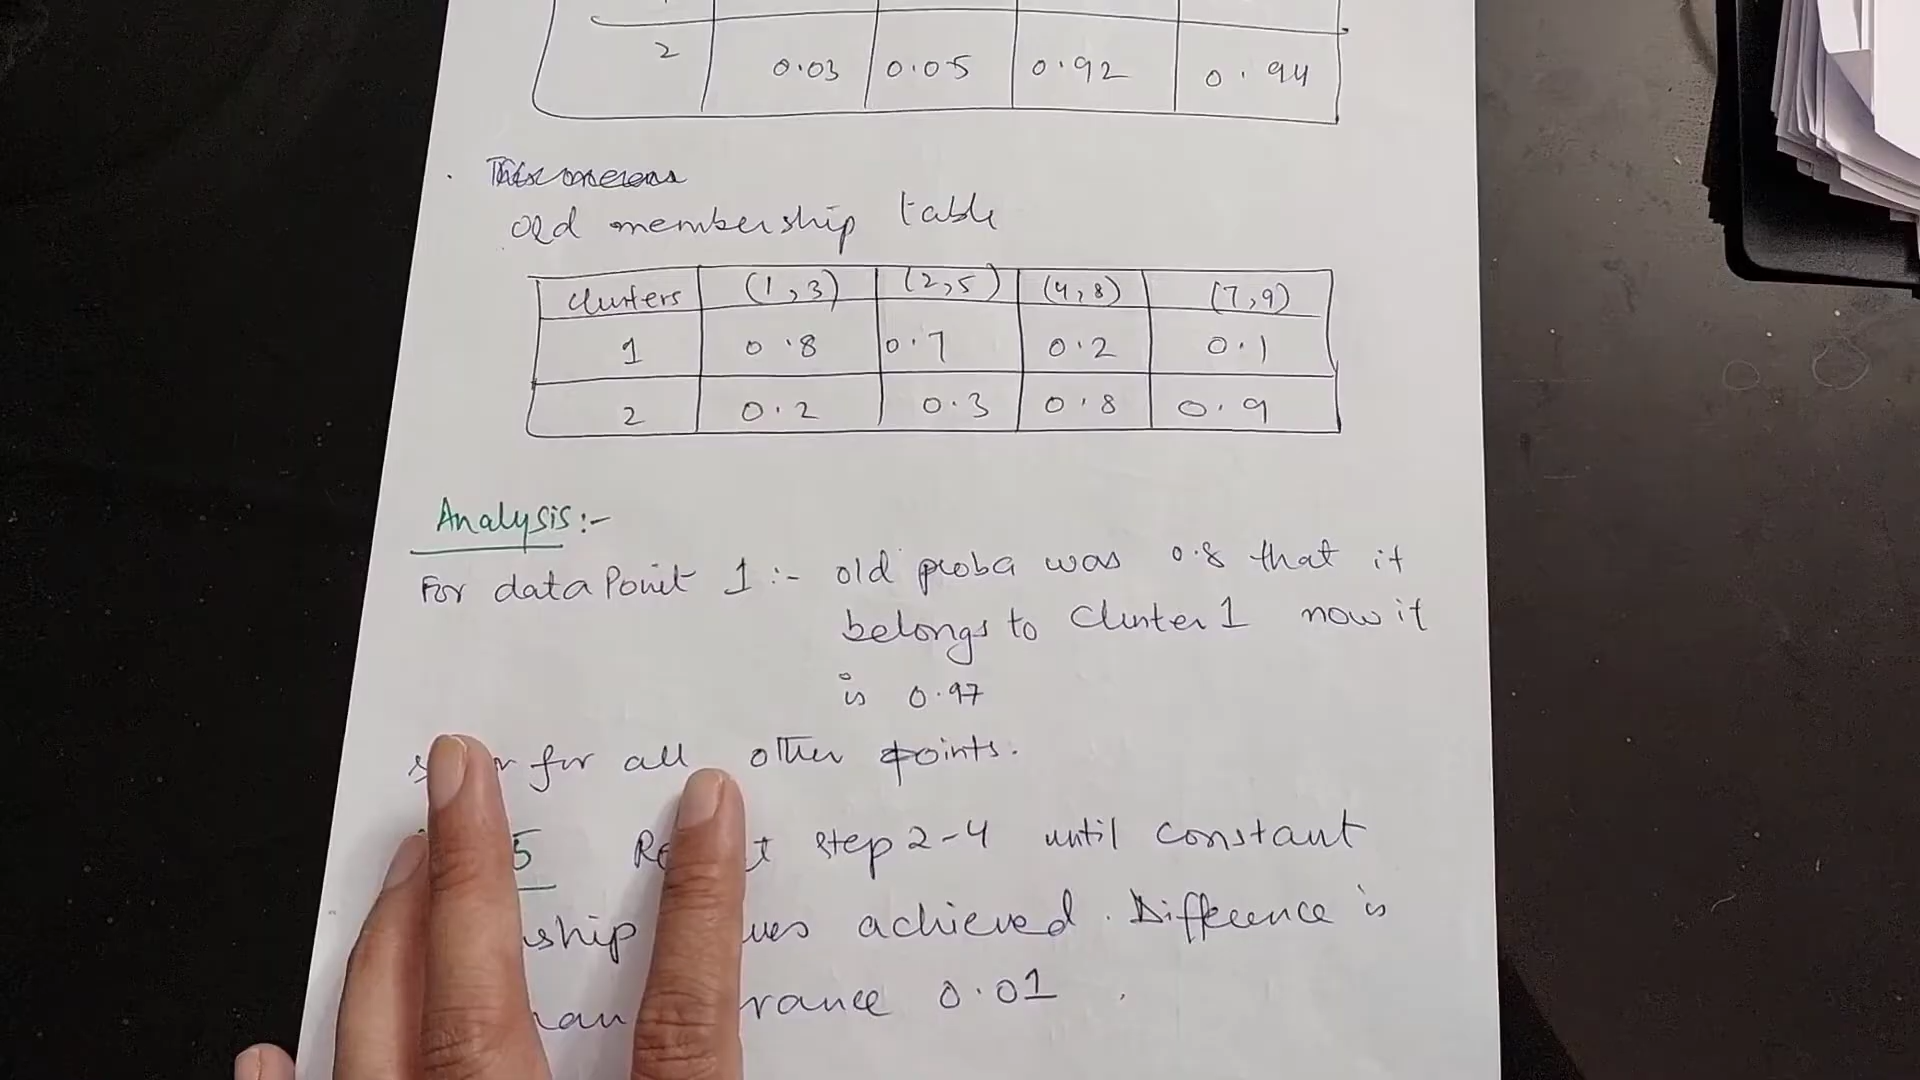 2 0.03 0.05 0.92 0.94
old membership table
clusters (1,3) (2,5) (4,8) (7,9)
1 0.8 0.7 0.2 0.1
2 0.2 0.3 0.8 0.9
Analysis:-
For dataPoint 1:- old proba was 0.8 that it
belongs to Cluster 1 now it
is 0.97
for all other points.
5 step 2-4 until constant
achieved. Difference is
0.01